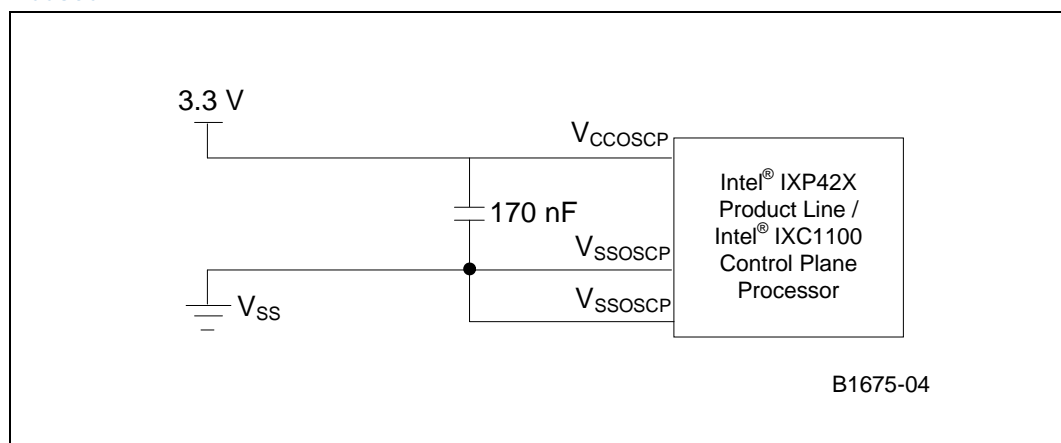 3.3 V
VCCOSCP
170 nF
VSSOSCP
VSSOSCP
VSS
Intel® IXP42X
Product Line /
Intel® IXC1100
Control Plane
Processor
B1675-04